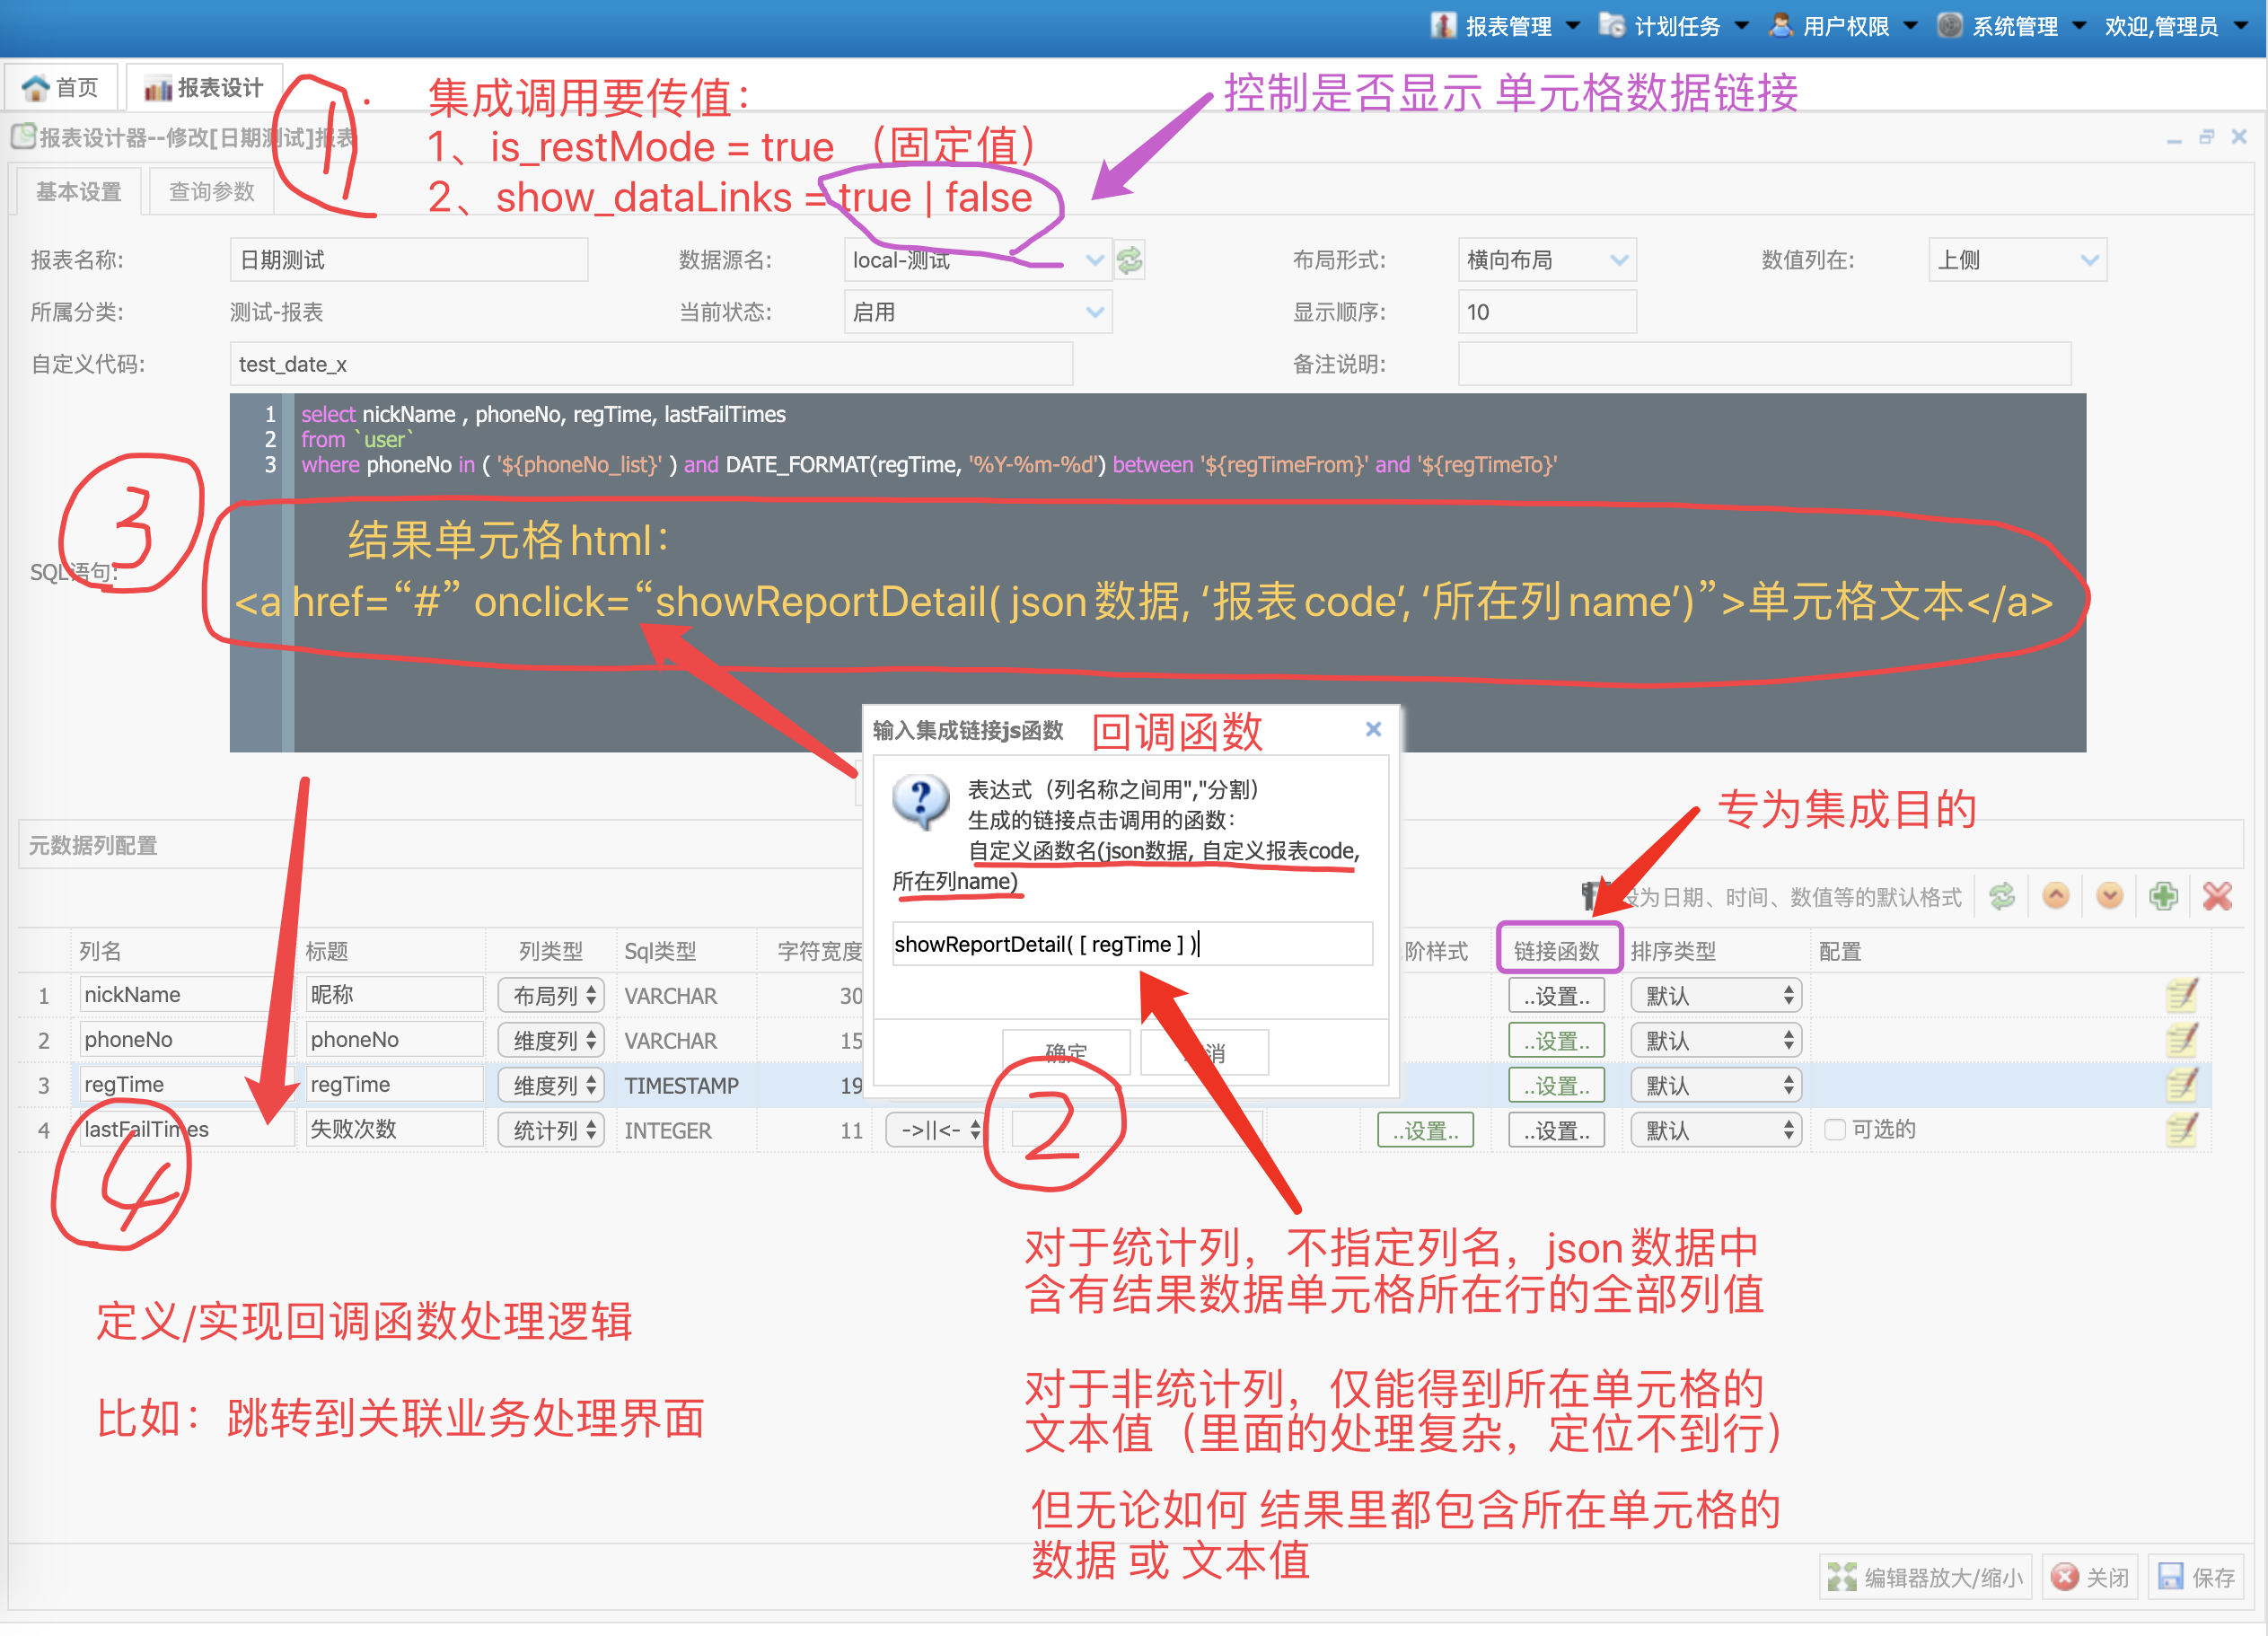 报表管理 计划任务 用户权限 系统管理 欢迎,管理员
首页 报表设计
1
集成调用要传值：
1、is_restMode = true （固定值）
2、show_dataLinks = true | false
控制是否显示 单元格数据链接
报表设计器--修改[日期测试]报表
基本设置 查询参数
报表名称: 日期测试 数据源名: local-测试 布局形式: 横向布局 数值列在: 上侧
所属分类: 测试-报表 当前状态: 启用 显示顺序: 10
自定义代码: test_date_x 备注说明:
SQL语句:
1 select nickName , phoneNo, regTime, lastFailTimes
2 from `user`
3 where phoneNo in ( '${phoneNo_list}' ) and DATE_FORMAT(regTime, '%Y-%m-%d') between '${regTimeFrom}' and '${regTimeTo}'
3
结果单元格html：
<a href=“#” onclick=“showReportDetail( json数据, ‘报表code’, ‘所在列name’)”>单元格文本</a>
输入集成链接js函数 回调函数
表达式（列名称之间用","分割）
生成的链接点击调用的函数：
自定义函数名(json数据, 自定义报表code,
所在列name)
showReportDetail( [ regTime ] )
确定 消
2
专为集成目的
元数据列配置
设为日期、时间、数值等的默认格式
列名 标题 列类型 Sql类型 字符宽度 阶样式 链接函数 排序类型 配置
1 nickName 昵称 布局列 VARCHAR 30 ..设置.. 默认
2 phoneNo phoneNo 维度列 VARCHAR 15 ..设置.. 默认
3 regTime regTime 维度列 TIMESTAMP 19 ..设置.. 默认
4 lastFailTimes 失败次数 统计列 INTEGER 11 ->||<- ..设置.. ..设置.. 默认 可选的
4
定义/实现回调函数处理逻辑
比如：跳转到关联业务处理界面
对于统计列，不指定列名，json数据中
含有结果数据单元格所在行的全部列值
对于非统计列，仅能得到所在单元格的
文本值（里面的处理复杂，定位不到行）
但无论如何 结果里都包含所在单元格的
数据 或 文本值
编辑器放大/缩小 关闭 保存